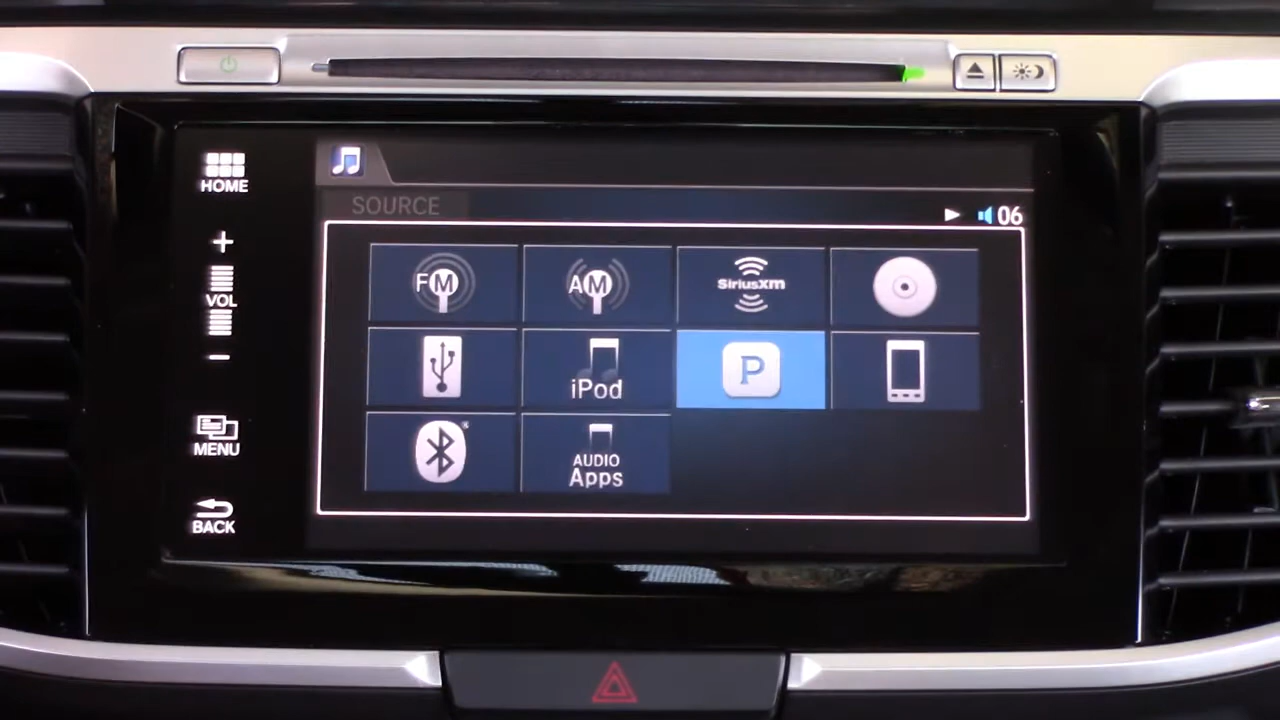 HOME
+
VOL
−
MENU
BACK
SOURCE
06
FM
AM
SiriusXM
iPod
P
AUDIO
Apps